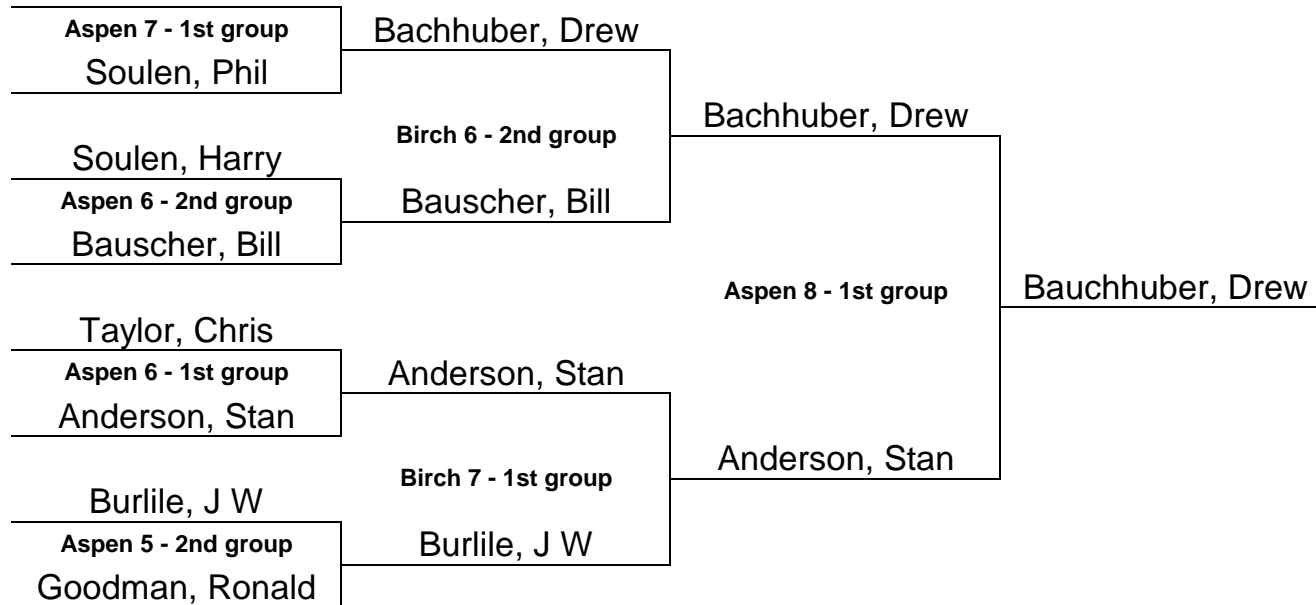 Aspen 7 - 1st group
Soulen, Phil
Soulen, Harry
Aspen 6 - 2nd group
Bauscher, Bill
Taylor, Chris
Aspen 6 - 1st group
Anderson, Stan
Burlile, J W
Aspen 5 - 2nd group
Goodman, Ronald
Bachhuber, Drew
Birch 6 - 2nd group
Bauscher, Bill
Anderson, Stan
Birch 7 - 1st group
Burlile, J W
Bachhuber, Drew
Aspen 8 - 1st group
Anderson, Stan
Bauchhuber, Drew